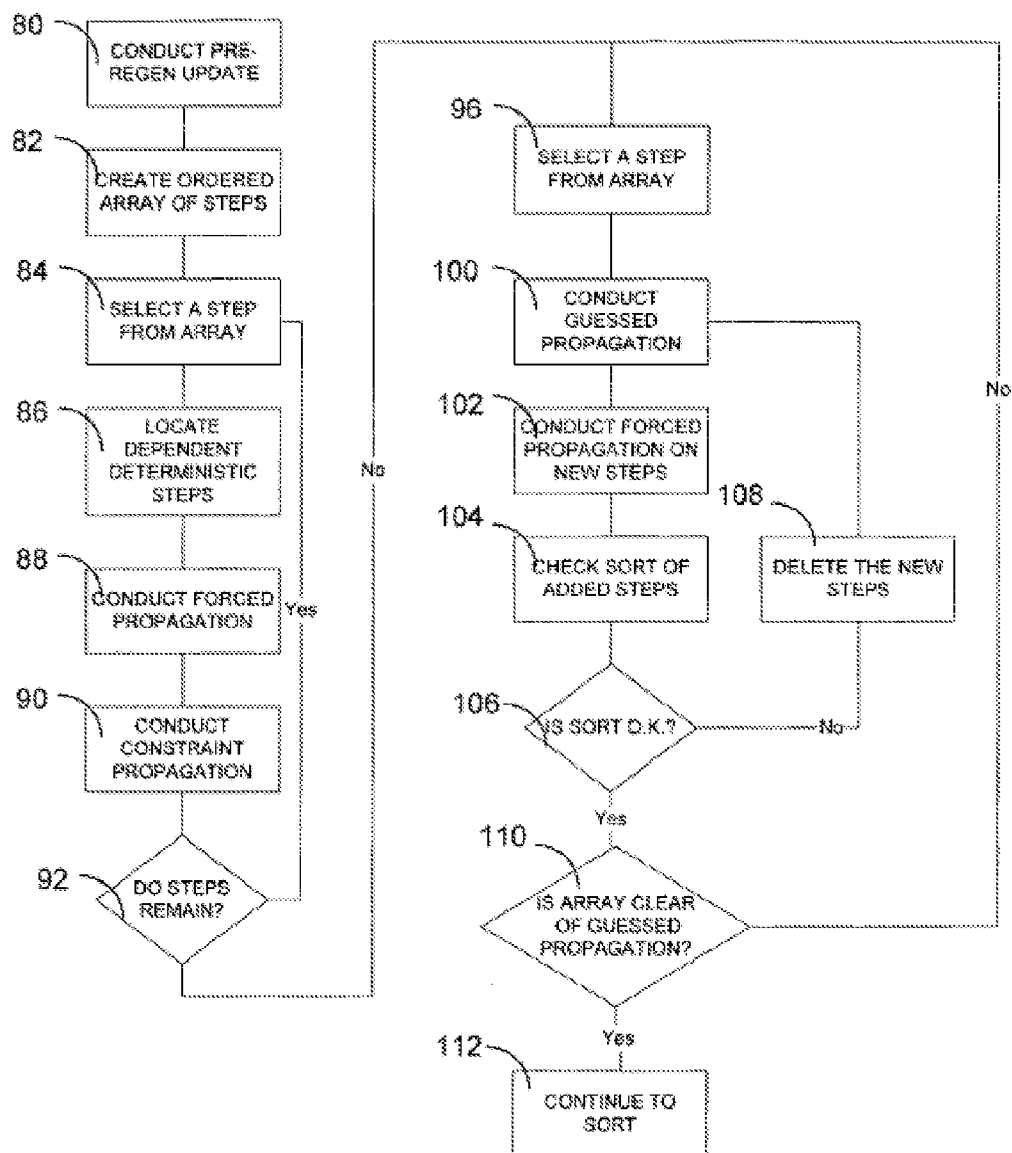 80
CONDUCT PRE-
REGEN UPDATE
82
CREATE ORDERED
ARRAY OF STEPS
84
SELECT A STEP
FROM ARRAY
86
LOCATE
DEPENDENT
DETERMINISTIC
STEPS
88
CONDUCT FORCED
PROPAGATION
Yes
90
CONDUCT
CONSTRAINT
PROPAGATION
92
DO STEPS
REMAIN?
No
96
SELECT A STEP
FROM ARRAY
100
CONDUCT
GUESSED
PROPAGATION
No
102
CONDUCT FORCED
PROPAGATION ON
NEW STEPS
104
CHECK SORT OF
ADDED STEPS
108
DELETE THE NEW
STEPS
106
IS SORT O.K.?
No
Yes
110
IS ARRAY CLEAR
OF GUESSED
PROPAGATION?
Yes
112
CONTINUE TO
SORT